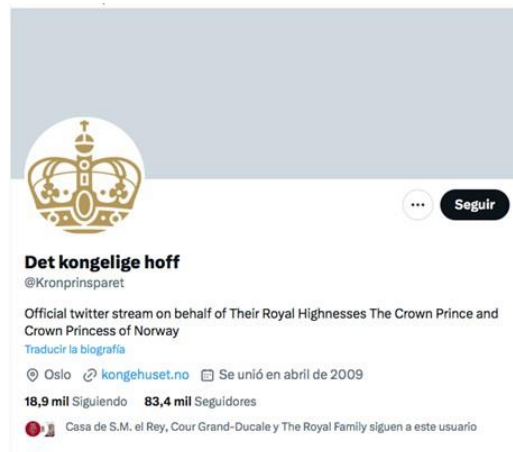 Seguir
Det kongelige hoff
@Kronprinsparet
Official twitter stream on behalf of Their Royal Highnesses The Crown Prince and
Crown Princess of Norway
Traducir la biografía
Oslo kongehuset.no Se unió en abril de 2009
18,9 mil Siguiendo 83,4 mil Seguidores
Casa de S.M. el Rey, Cour Grand-Ducale y The Royal Family siguen a este usuario